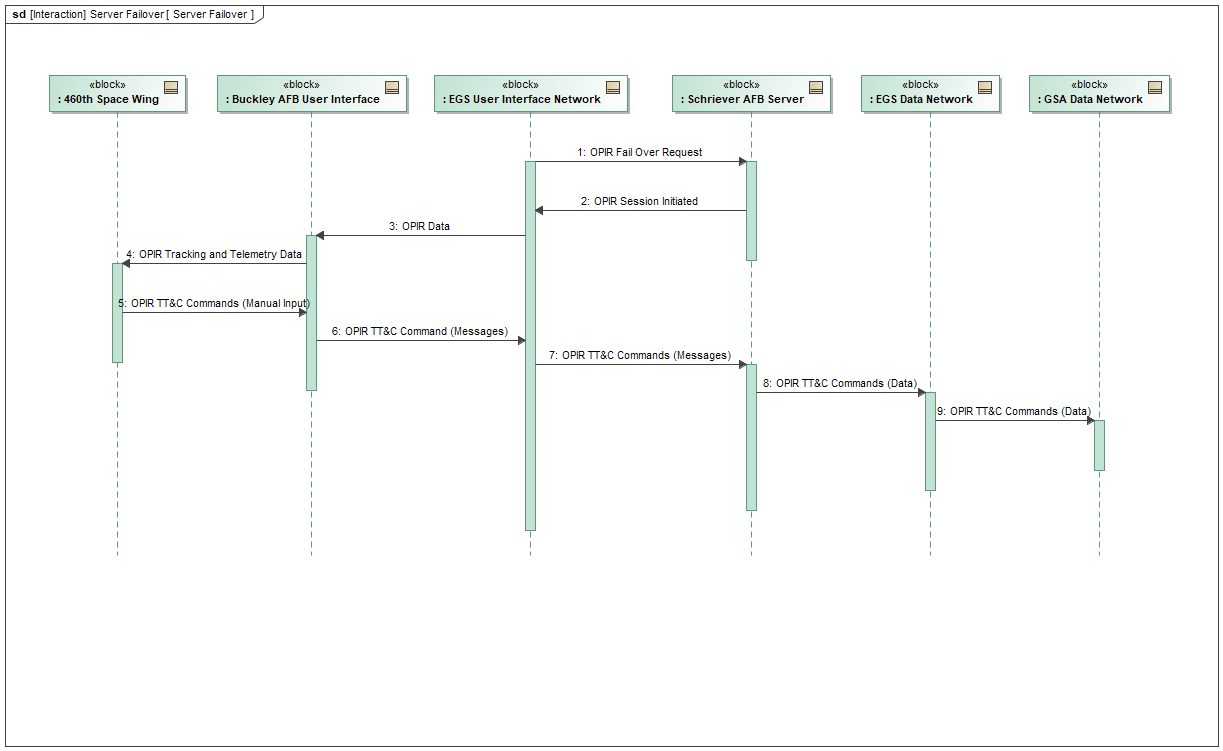 sd [Interaction] Server Failover [ Server Failover ]
«block»
: 460th Space Wing
«block»
: Buckley AFB User Interface
«block»
: EGS User Interface Network
«block»
: Schriever AFB Server
«block»
: EGS Data Network
«block»
: GSA Data Network
1: OPIR Fail Over Request
2: OPIR Session Initiated
3: OPIR Data
4: OPIR Tracking and Telemetry Data
5: OPIR TT&C Commands (Manual Input)
6: OPIR TT&C Command (Messages)
7: OPIR TT&C Commands (Messages)
8: OPIR TT&C Commands (Data)
9: OPIR TT&C Commands (Data)